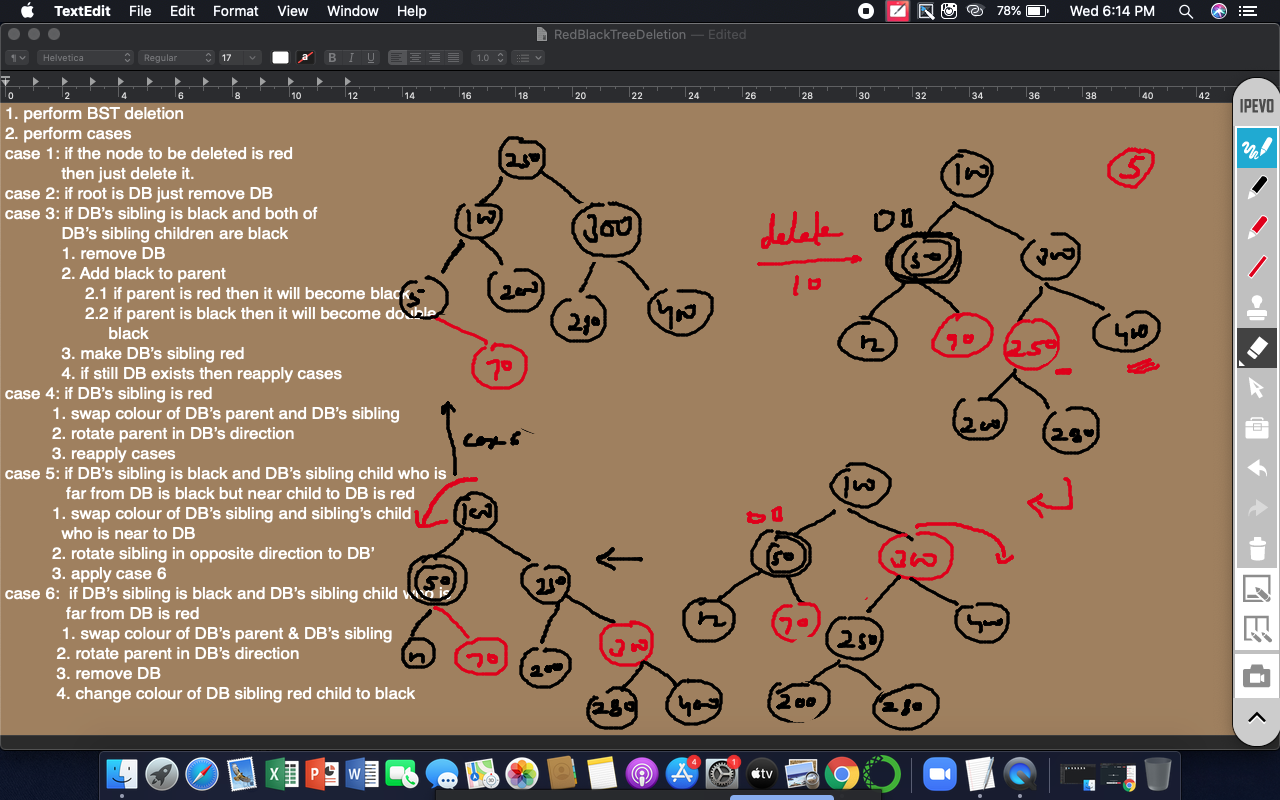 TextEdit File Edit Format View Window Help
78% Wed 6:14 PM
RedBlackTreeDeletion — Edited
Helvetica Regular 17 a B I U 1.0
0 2 4 6 8 10 12 14 16 18 20 22 24 26 28 30 32 34 36 38 40 42
1. perform BST deletion
2. perform cases
case 1: if the node to be deleted is red
then just delete it.
case 2: if root is DB just remove DB
case 3: if DB's sibling is black and both of
DB's sibling children are black
1. remove DB
2. Add black to parent
2.1 if parent is red then it will become black
2.2 if parent is black then it will become double
black
3. make DB's sibling red
4. if still DB exists then reapply cases
case 4: if DB's sibling is red
1. swap colour of DB's parent and DB's sibling
2. rotate parent in DB's direction
3. reapply cases
case 5: if DB's sibling is black and DB's sibling child who is
far from DB is black but near child to DB is red
1. swap colour of DB's sibling and sibling's child
who is near to DB
2. rotate sibling in opposite direction to DB'
3. apply case 6
case 6: if DB's sibling is black and DB's sibling child who is
far from DB is red
1. swap colour of DB's parent & DB's sibling
2. rotate parent in DB's direction
3. remove DB
4. change colour of DB sibling red child to black
250
100
300
200
280
400
70
case 6
delete
10
5
100
DB
50
300
250
400
200
280
100
DB
50
300
70
250
400
200
280
100
50
250
70
200
300
280
400
IPEVO
4
1
tv